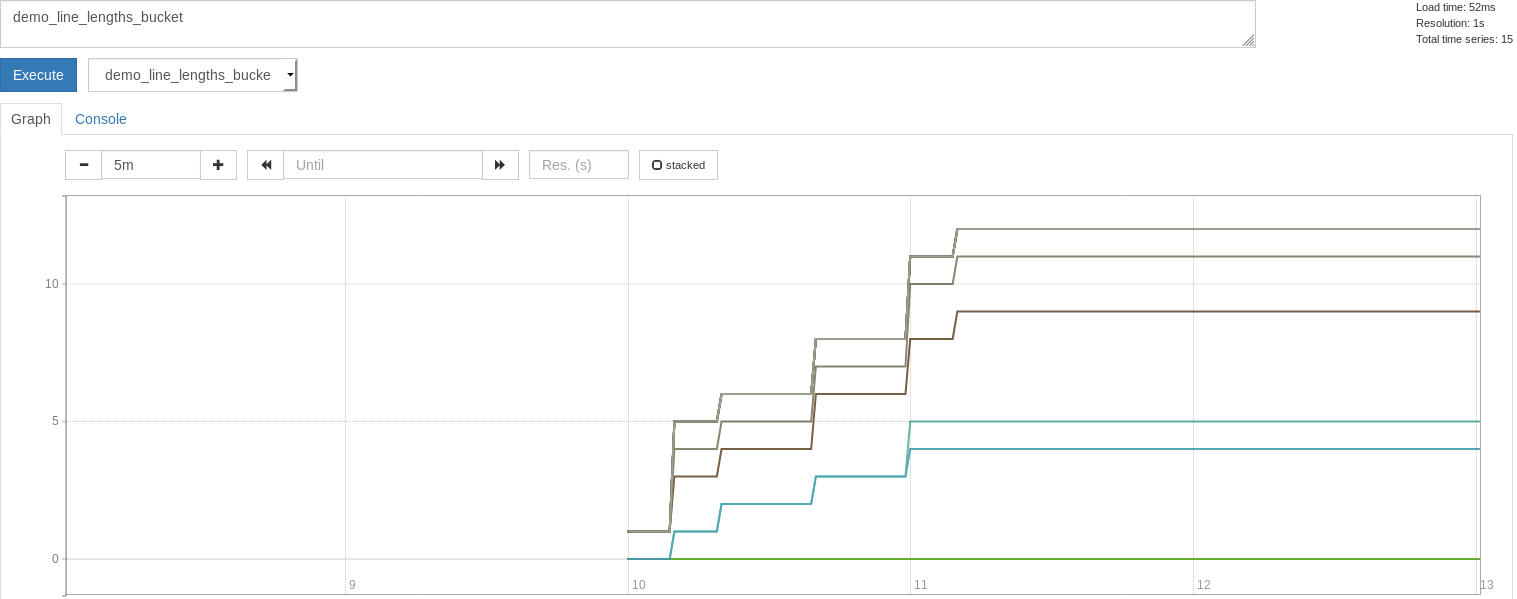 demo_line_lengths_bucket
Load time: 52ms
Resolution: 1s
Total time series: 15
Execute
demo_line_lengths_bucke
Graph
Console
5m
Until
Res. (s)
stacked
10
5
0
9
10
11
12
13